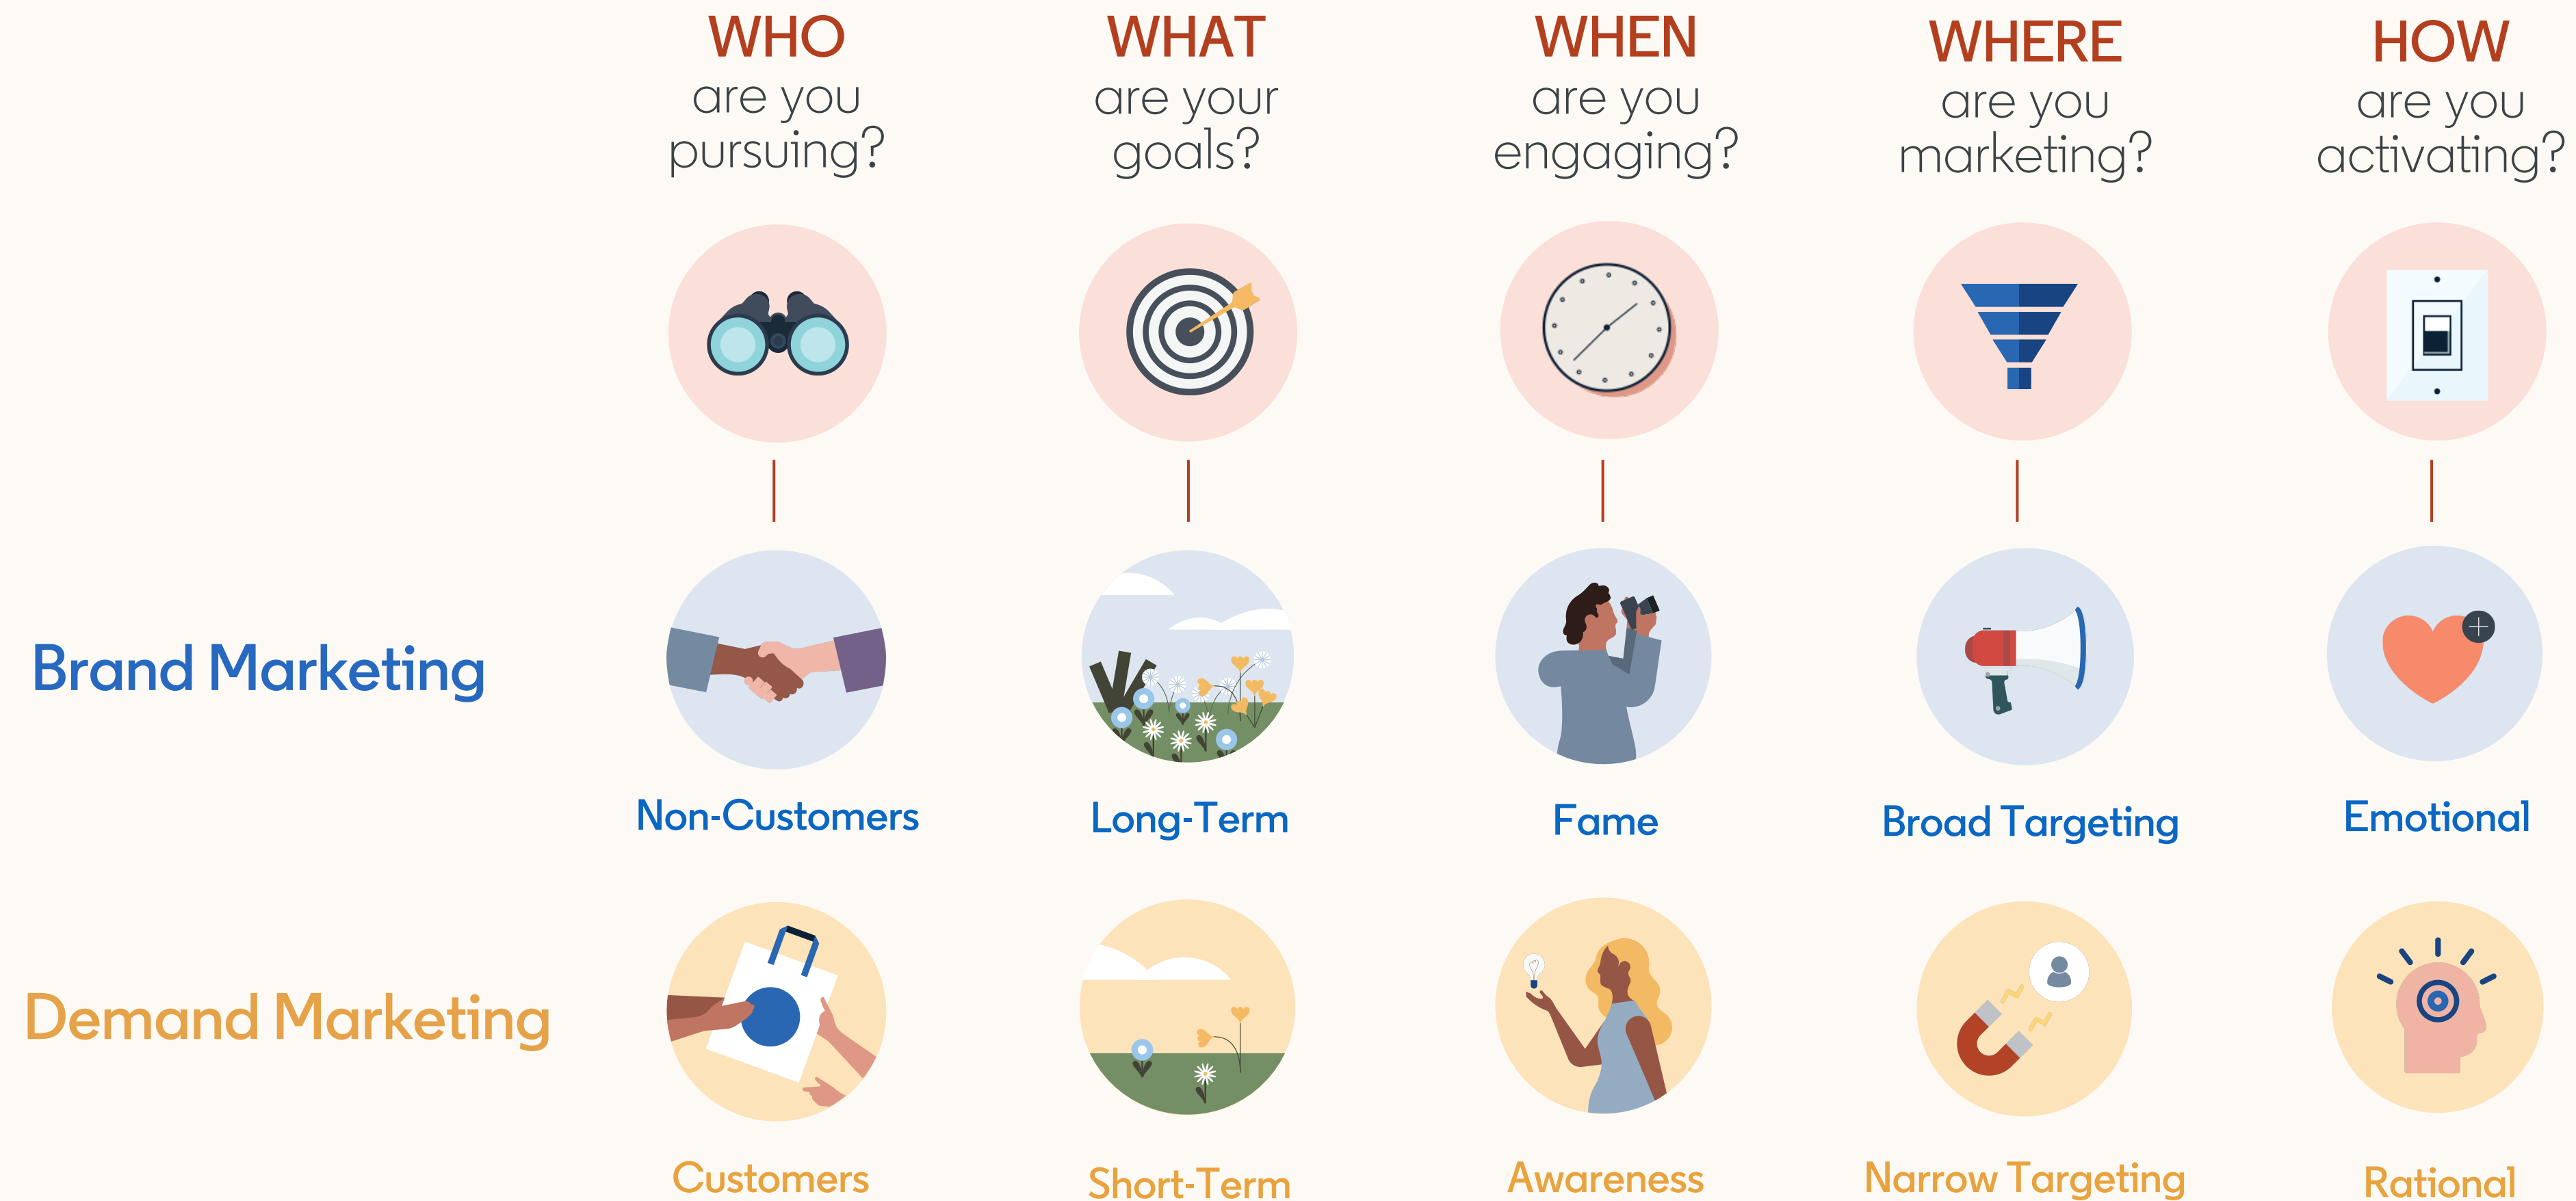 WHO
are you
pursuing?
WHAT
are your
goals?
WHEN
are you
engaging?
WHERE
are you
marketing?
HOW
are you
activating?
Brand Marketing
Non-Customers
Long-Term
Fame
Broad Targeting
Emotional
Demand Marketing
Customers
Short-Term
Awareness
Narrow Targeting
Rational